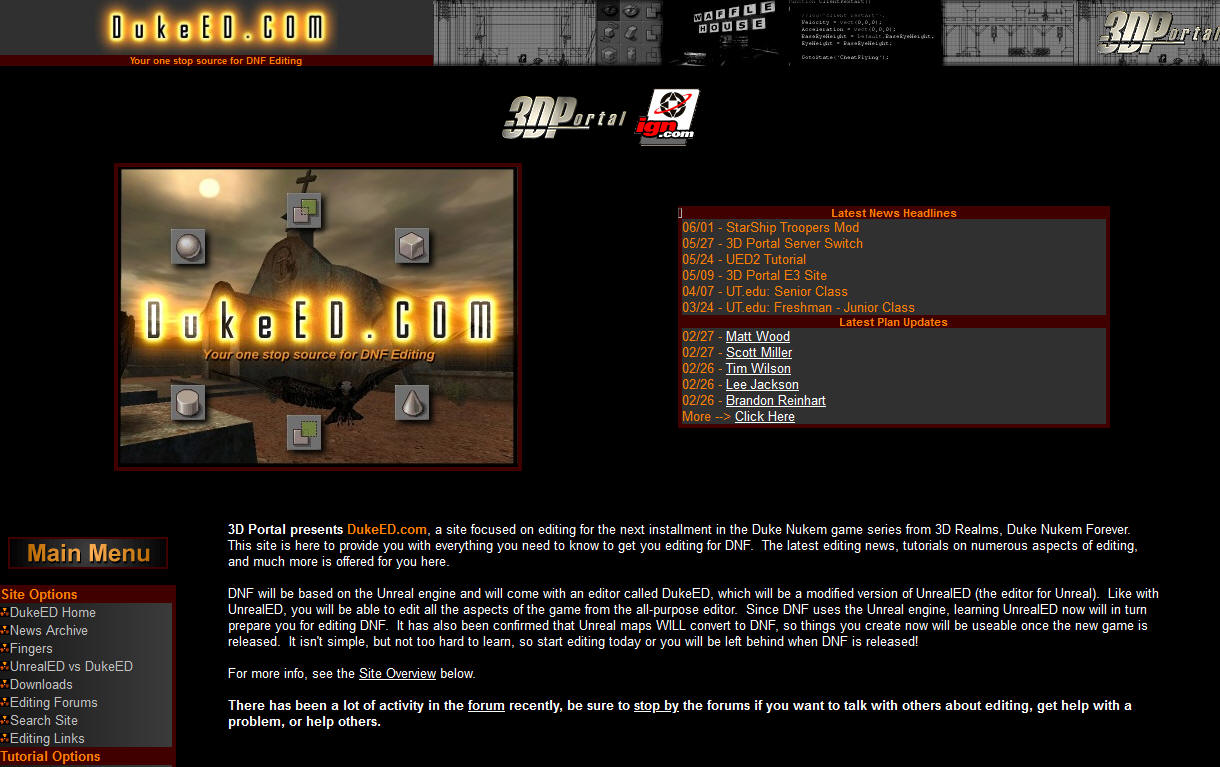 DukeED.COM
Your one stop source for DNF Editing
WAFFLE
HOUSE
Velocity = vect(0,0,0);
Acceleration = vect(0,0,0);
BaseEyeHeight = Default.BaseEyeHeight;
EyeHeight = BaseEyeHeight;
GotoState('CheatFlying');
3DPortal
3DPortal
ign.com
DukeED.COM
Your one stop source for DNF Editing
Latest News Headlines
06/01 - StarShip Troopers Mod
05/27 - 3D Portal Server Switch
05/24 - UED2 Tutorial
05/09 - 3D Portal E3 Site
04/07 - UT.edu: Senior Class
03/24 - UT.edu: Freshman - Junior Class
Latest Plan Updates
02/27 - Matt Wood
02/27 - Scott Miller
02/26 - Tim Wilson
02/26 - Lee Jackson
02/26 - Brandon Reinhart
More --> Click Here
Main Menu
Site Options
DukeED Home
News Archive
Fingers
UnrealED vs DukeED
Downloads
Editing Forums
Search Site
Editing Links
Tutorial Options
3D Portal presents DukeED.com, a site focused on editing for the next installment in the Duke Nukem game series from 3D Realms, Duke Nukem Forever.
This site is here to provide you with everything you need to know to get you editing for DNF.  The latest editing news, tutorials on numerous aspects of editing,
and much more is offered for you here.
DNF will be based on the Unreal engine and will come with an editor called DukeED, which will be a modified version of UnrealED (the editor for Unreal).  Like with
UnrealED, you will be able to edit all the aspects of the game from the all-purpose editor.  Since DNF uses the Unreal engine, learning UnrealED now will in turn
prepare you for editing DNF.  It has also been confirmed that Unreal maps WILL convert to DNF, so things you create now will be useable once the new game is
released.  It isn't simple, but not too hard to learn, so start editing today or you will be left behind when DNF is released!
For more info, see the Site Overview below.
There has been a lot of activity in the forum recently, be sure to stop by the forums if you want to talk with others about editing, get help with a
problem, or help others.